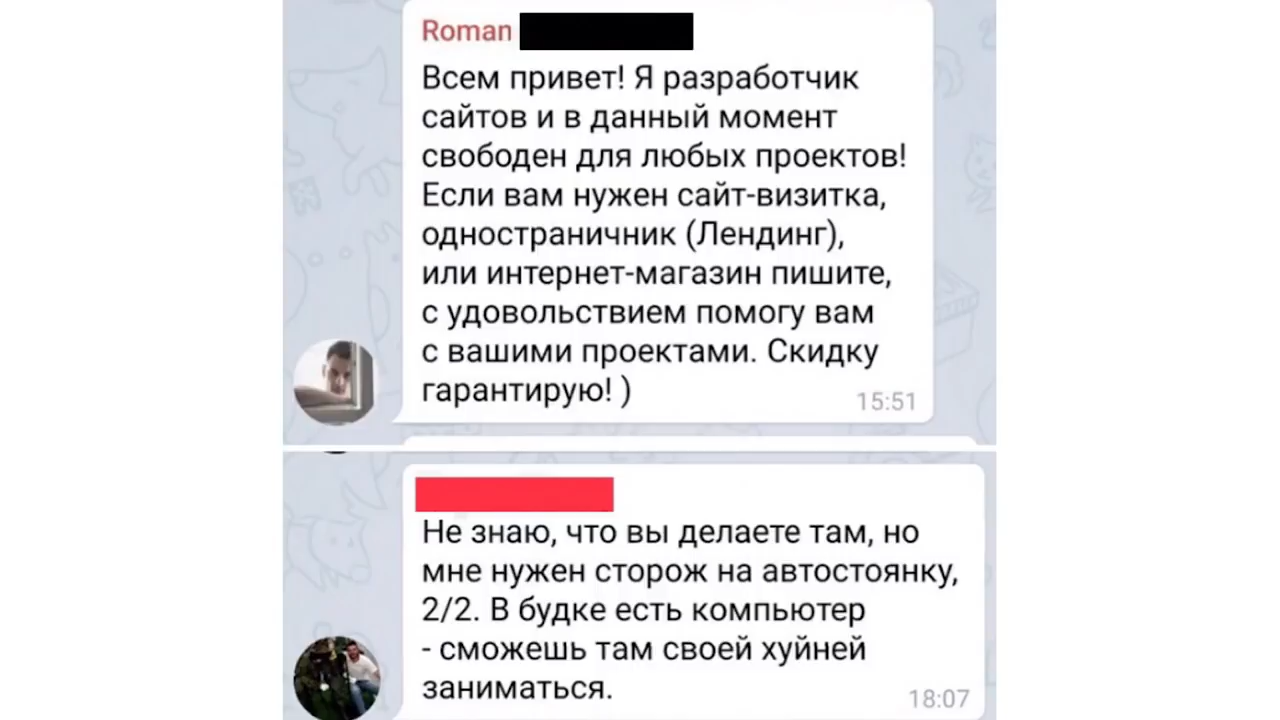 Roman
Всем привет! Я разработчик
сайтов и в данный момент
свободен для любых проектов!
Если вам нужен сайт-визитка,
одностраничник (Лендинг),
или интернет-магазин пишите,
с удовольствием помогу вам
с вашими проектами. Скидку
гарантирую! )
15:51
Не знаю, что вы делаете там, но
мне нужен сторож на автостоянку,
2/2. В будке есть компьютер
- сможешь там своей хуйней
заниматься.
18:07